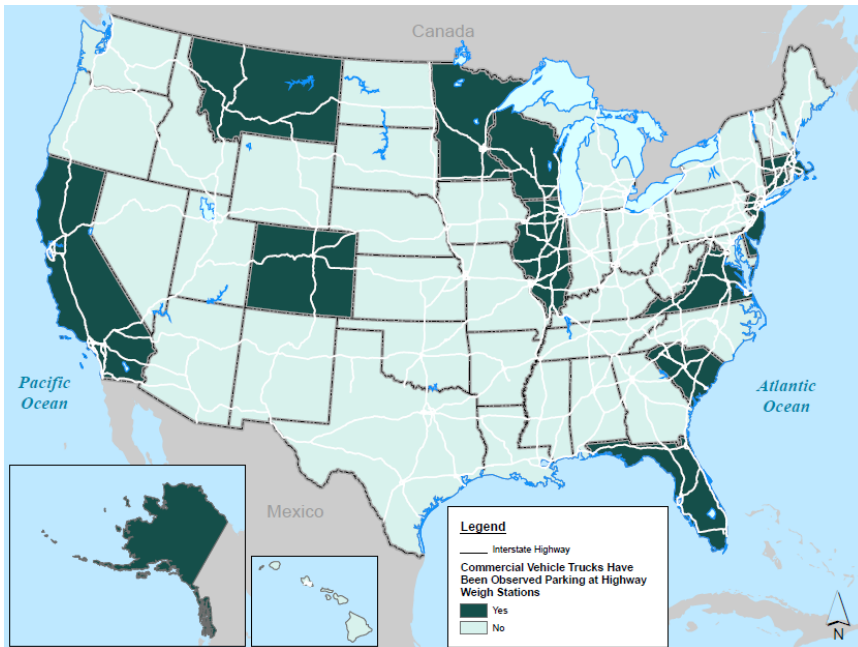 Canada
Pacific
Ocean
Atlantic
Ocean
Mexico
Legend
Interstate Highway
Commercial Vehicle Trucks Have
Been Observed Parking at Highway
Weigh Stations
Yes
No
N